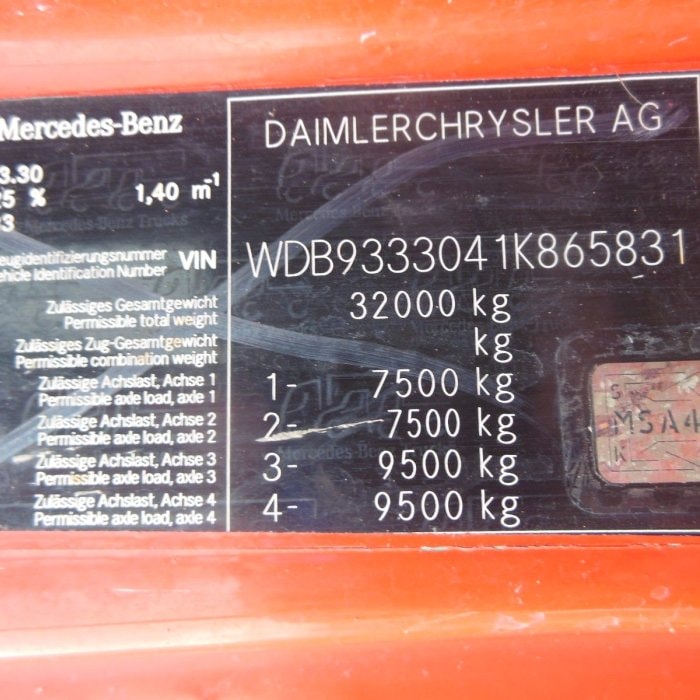 Mercedes-Benz
DAIMLERCHRYSLER AG
3.30
25 %
1,40 m⁻¹
3
eugidentifizierungsnummer
ehicle Identification Number
VIN
WDB9333041K865831
Zulässiges Gesamtgewicht
Permissible total weight
32000 kg
Zulässiges Zug-Gesamtgewicht
Permissible combination weight
kg
Zulässige Achslast, Achse 1
Permissible axle load, axle 1
1- 7500 kg
Zulässige Achslast, Achse 2
Permissible axle load, axle 2
2- 7500 kg
Zulässige Achslast, Achse 3
Permissible axle load, axle 3
3- 9500 kg
Zulässige Achslast, Achse 4
Permissible axle load, axle 4
4- 9500 kg
MSA4
K